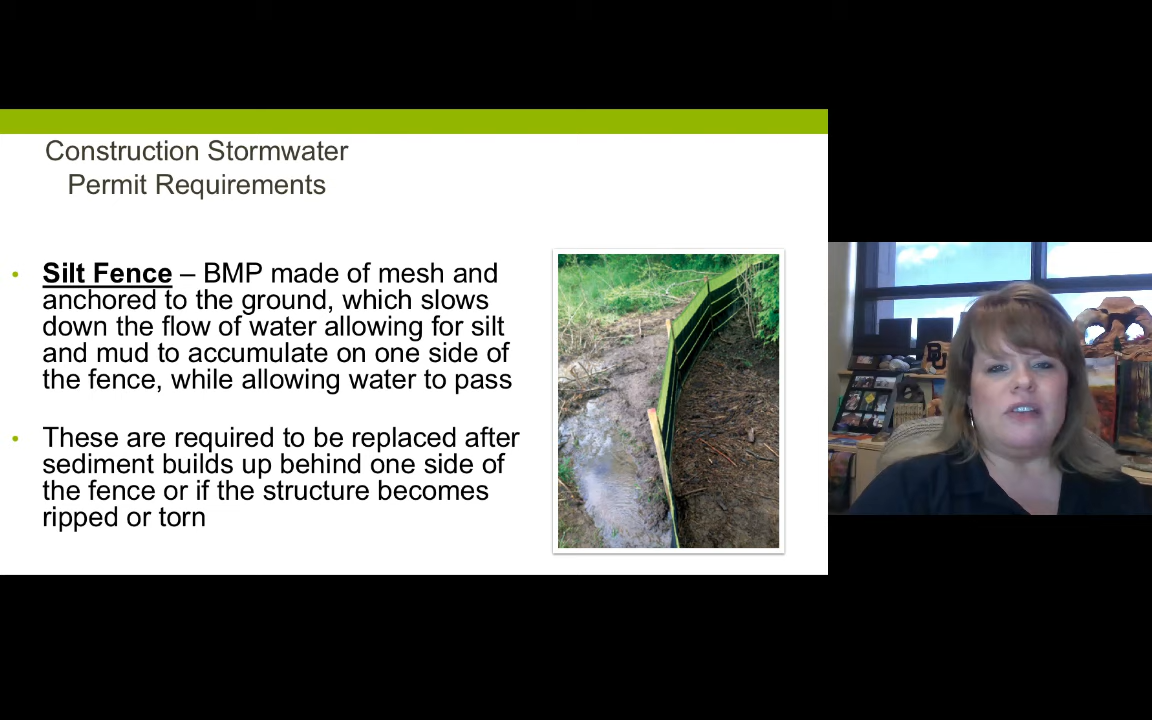 Construction Stormwater
Permit Requirements
• Silt Fence – BMP made of mesh and
anchored to the ground, which slows
down the flow of water allowing for silt
and mud to accumulate on one side of
the fence, while allowing water to pass
• These are required to be replaced after
sediment builds up behind one side of
the fence or if the structure becomes
ripped or torn